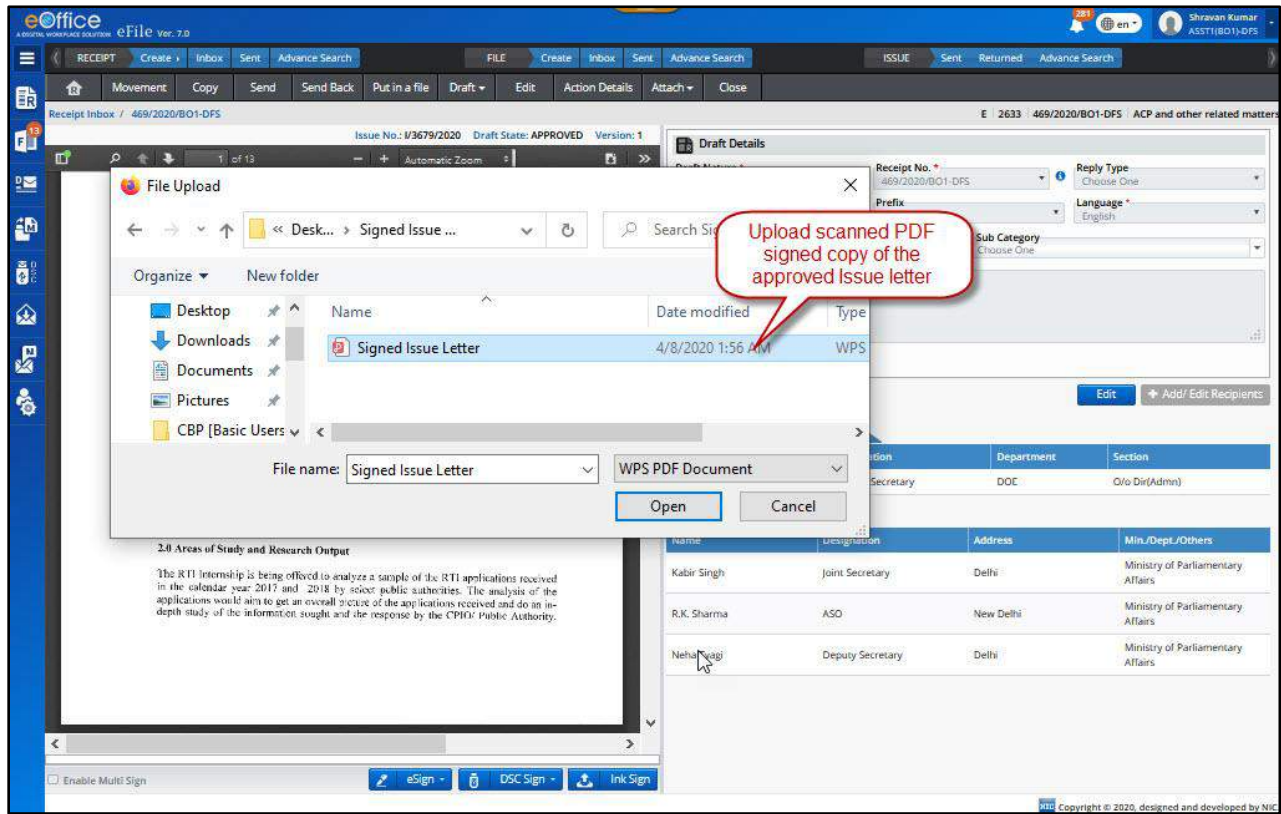 eOffice
A DIGITAL WORKPLACE SOLUTION
eFile Ver. 7.0
281
en
Shravan Kumar
ASST1(BO1)-DFS
RECEIPT Create Inbox Sent Advance Search
FILE Create Inbox Sent Advance Search
ISSUE Sent Returned Advance Search
Movement Copy Send Send Back Put in a file Draft Edit Action Details Attach Close
Receipt Inbox / 469/2020/BO1-DFS
E 2633 469/2020/BO1-DFS ACP and other related matters
Issue No.: I/3679/2020 Draft State: APPROVED Version: 1
1 of 13
Automatic Zoom
13
Draft Details
Receipt No. *
469/2020/BO1-DFS
Reply Type
Choose One
Prefix
Language *
English
Sub Category
Choose One
File Upload
« Desk... › Signed Issue ...
Upload scanned PDF
signed copy of the
approved Issue letter
Organize New folder
Desktop
Downloads
Documents
Pictures
CBP [Basic Users
Name Date modified Type
Signed Issue Letter 4/8/2020 1:56 AM WPS
File name: Signed Issue Letter WPS PDF Document
Open Cancel
Edit
+ Add/ Edit Recipients
Department Section
Secretary DOE O/o Dir(Admn)
Name Designation Address Min./Dept./Others
Kabir Singh Joint Secretary Delhi Ministry of Parliamentary
Affairs
R.K. Sharma ASO New Delhi Ministry of Parliamentary
Affairs
Neha Deputy Secretary Delhi Ministry of Parliamentary
Affairs
2.0 Areas of Study and Research Output
The RTI Internship is being offered to analyze a sample of the RTI applications received
in the calendar year 2017 and 2018 by select public authorities. The analysis of the
applications would aim to get an overall picture of the applications received and do an in-
depth study of the information sought and the response by the CPIO/ Public Authority.
Enable Multi Sign
eSign DSC Sign Ink Sign
NIC Copyright © 2020, designed and developed by NIC